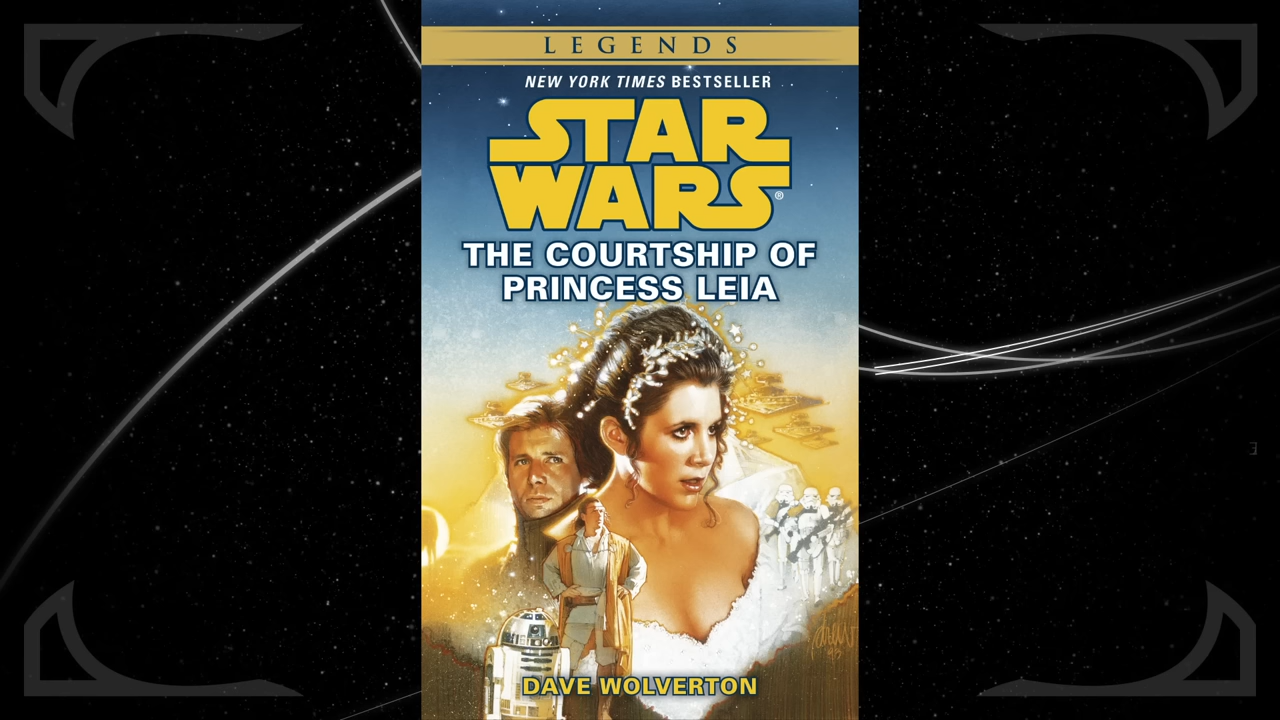 LEGENDS
NEW YORK TIMES BESTSELLER
STAR
WARS®
THE COURTSHIP OF
PRINCESS LEIA
DAVE WOLVERTON